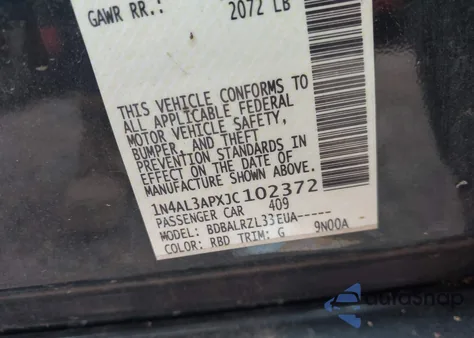 GAWR RR.: 2072 LB
THIS VEHICLE CONFORMS TO
ALL APPLICABLE FEDERAL
MOTOR VEHICLE SAFETY,
BUMPER, AND THEFT
PREVENTION STANDARDS IN
EFFECT ON THE DATE OF
MANUFACTURE SHOWN ABOVE.
1N4AL3APXJC102372
PASSENGER CAR 409
MODEL: BDBALRZL33EUA-----
COLOR: RBD TRIM: G 9N00A
autosnap